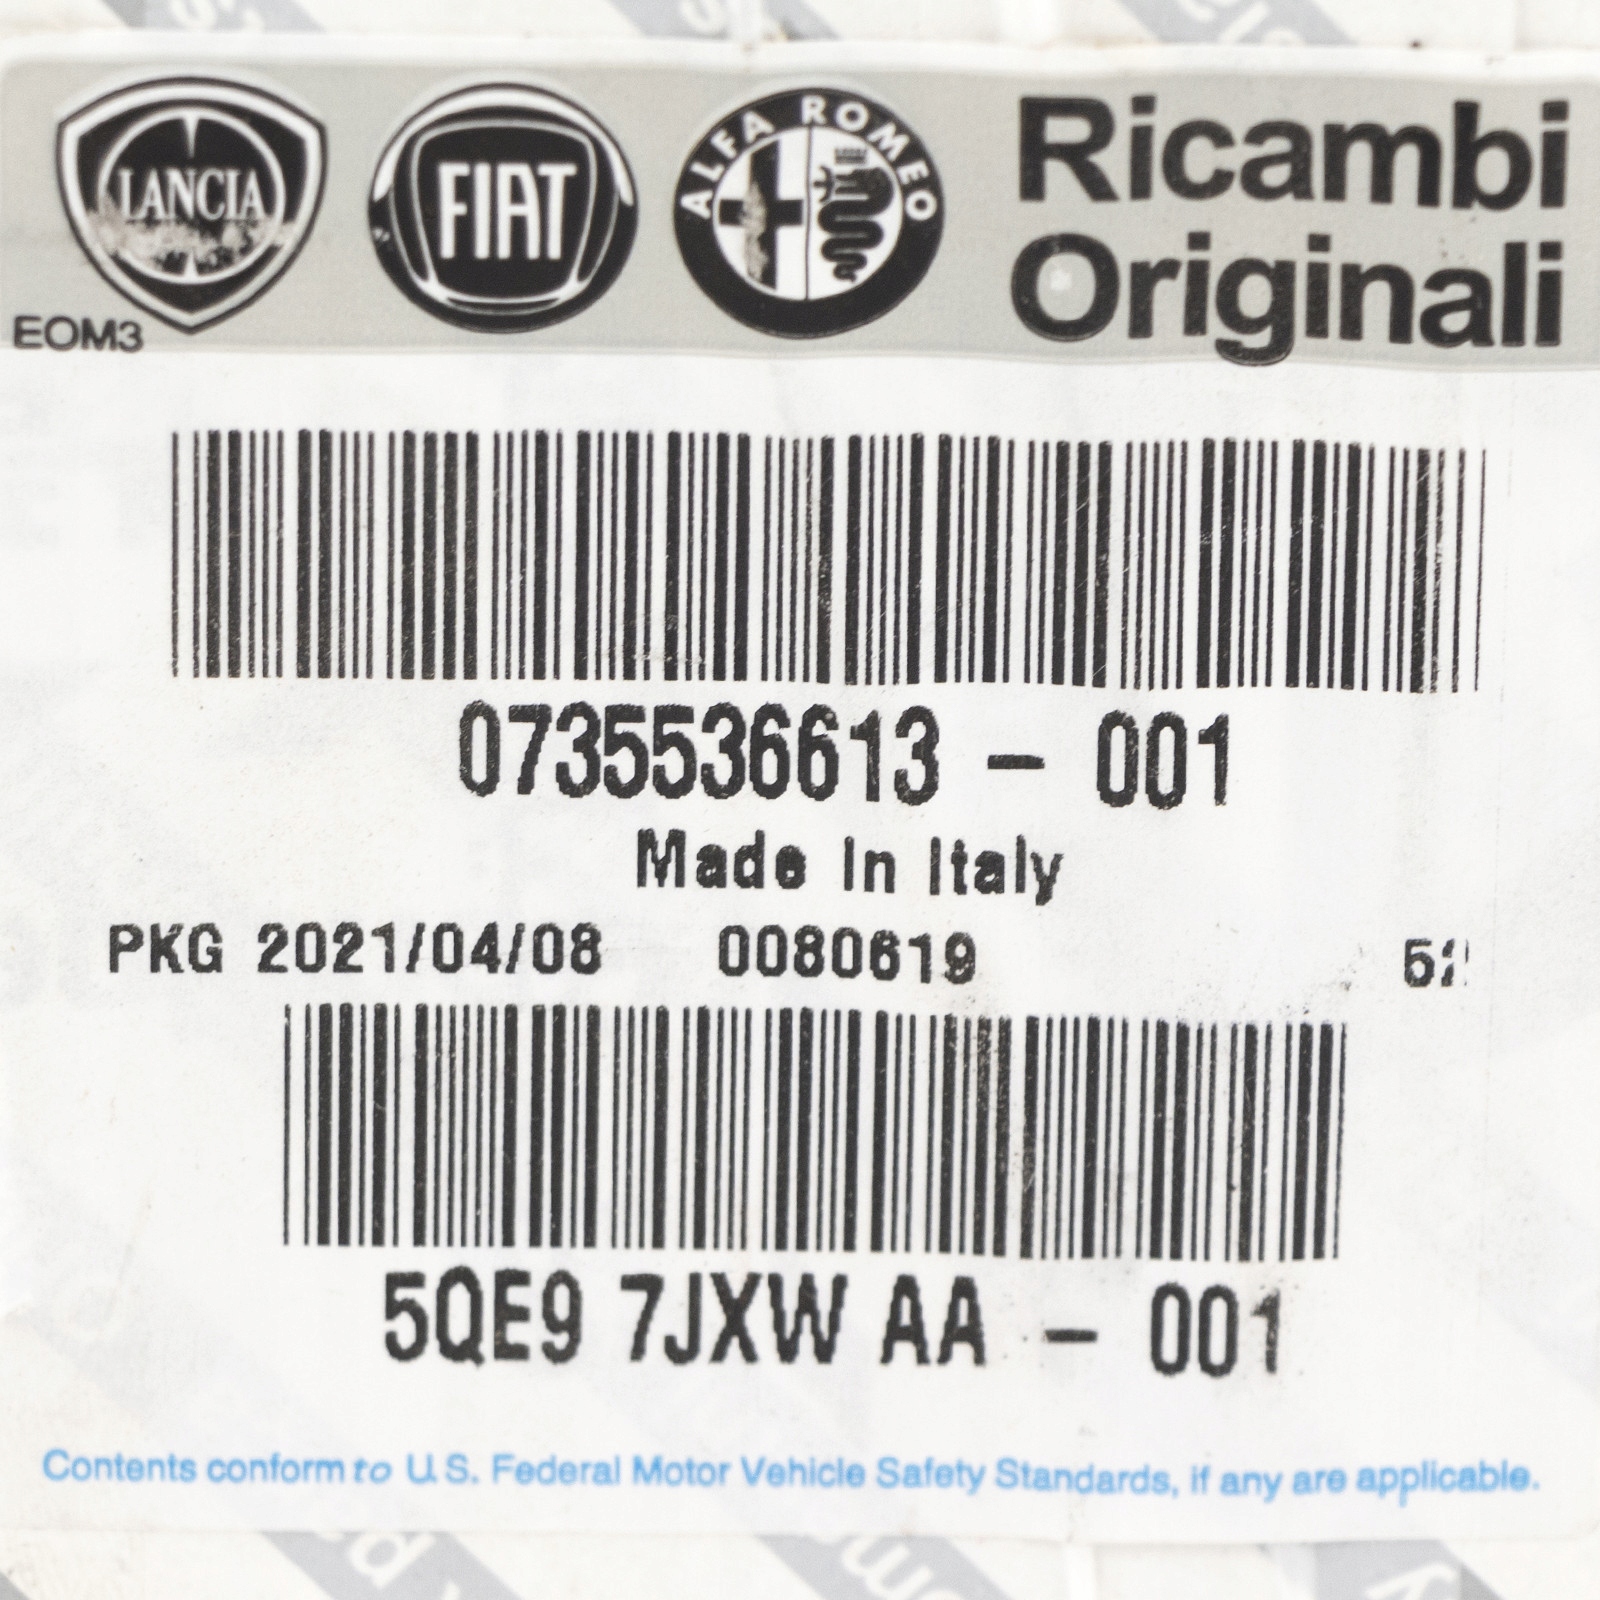 LANCIA FIAT ALFA ROMEO
Ricambi
Originali
EOM3
0735536613 - 001
Made In Italy
PKG 2021/04/08 0080619
5QE9 7JXW AA - 001
Contents conform to U.S. Federal Motor Vehicle Safety Standards, if any are applicable.